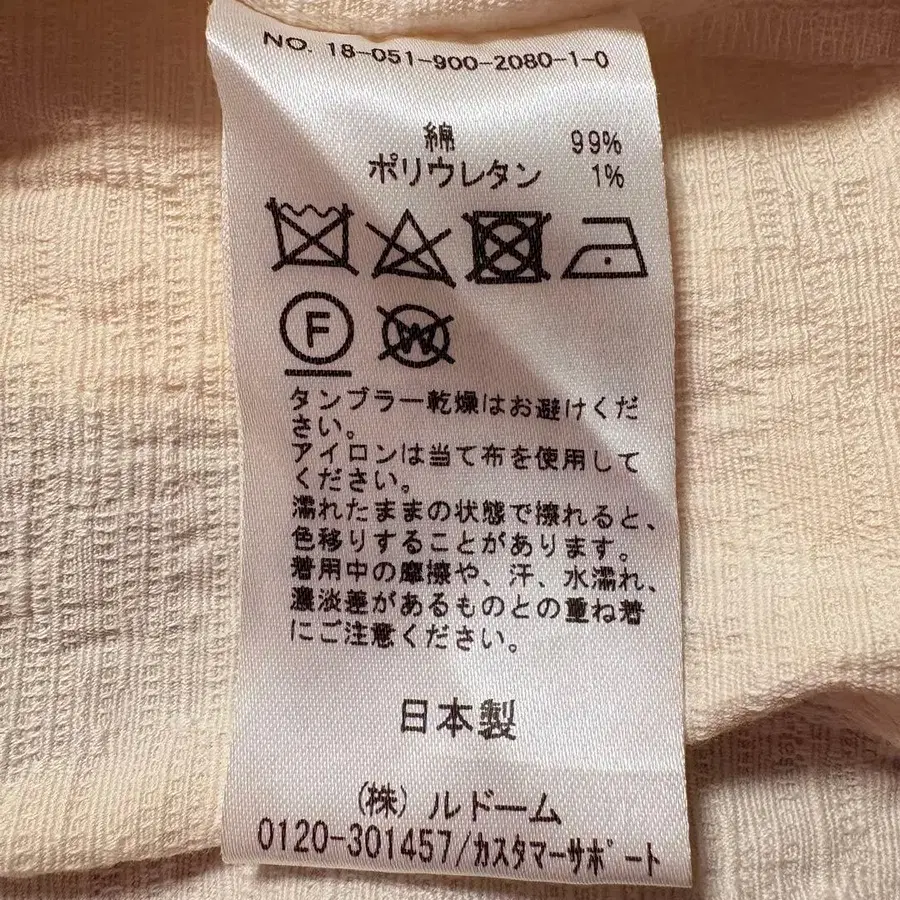 NO. 18-051-900-2080-1-0
綿 99%
ポリウレタン 1%
F W
タンブラー乾燥はお避けくだ
さい。
アイロンは当て布を使用して
ください。
濡れたままの状態で擦れると、
色移りすることがあります。
着用中の摩擦や、汗、水濡れ、
濃淡差があるものとの重ね着
にご注意ください。
日本製
(株) ルドーム
0120-301457/カスタマーサポート